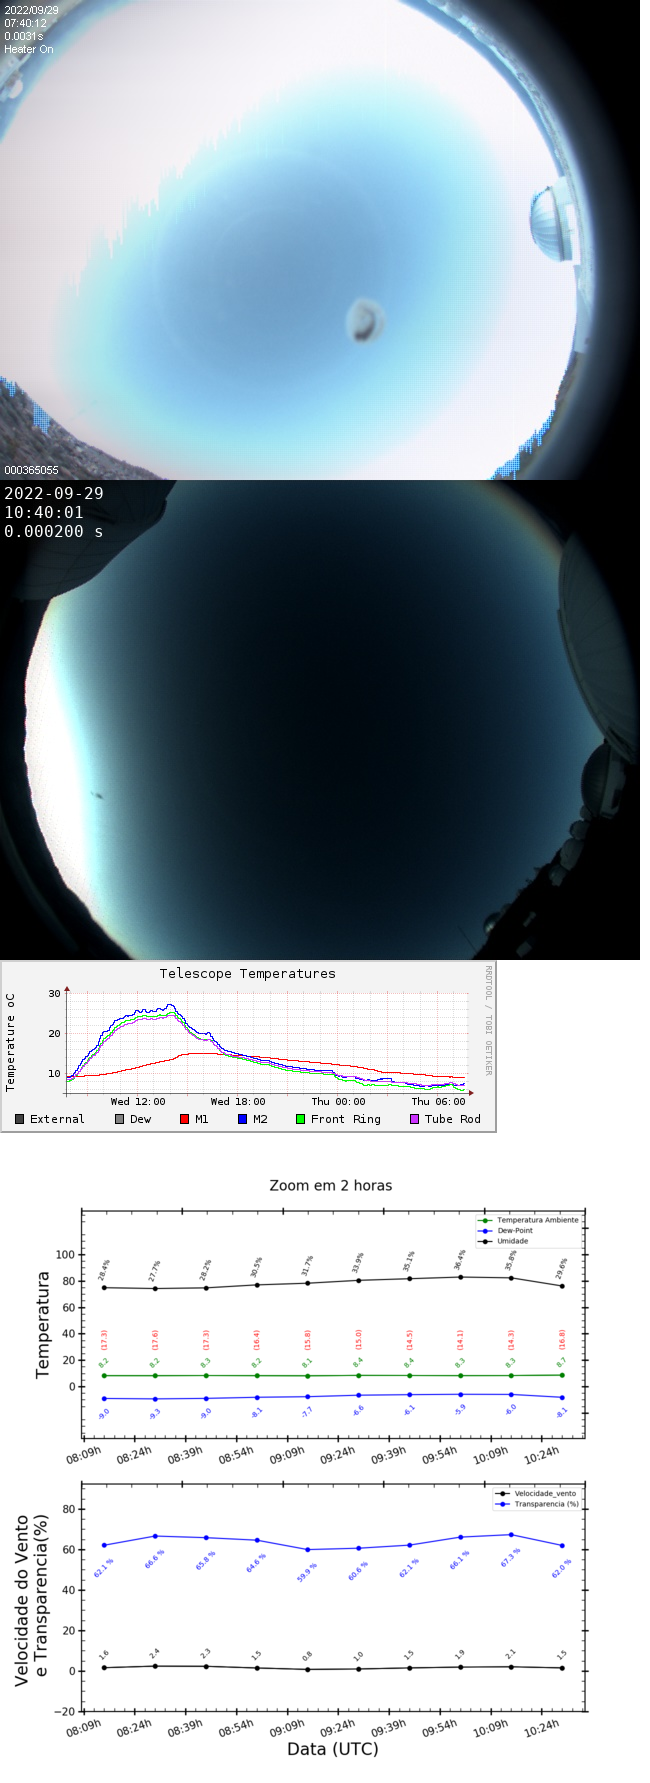 2022/09/29
07:40:12
0.0031s
Heater On
000365055
2022-09-29
10:40:01
0.000200 s
Telescope Temperatures
RRDTOOL / TOBI OETIKER
Temperature oC
30
20
10
Wed 12:00 Wed 18:00 Thu 00:00 Thu 06:00
External Dew M1 M2 Front Ring Tube Rod
Zoom em 2 horas
Temperatura Ambiente
Dew-Point
Umidade
Temperatura
100
80
60
40
20
0
28.4% 27.7% 28.2% 30.5% 31.7% 33.9% 35.1% 36.4% 35.8% 29.6%
(17.3) (17.6) (17.3) (16.4) (15.8) (15.0) (14.5) (14.1) (14.3) (16.8)
8.2 8.2 8.3 8.2 8.1 8.4 8.4 8.3 8.3 8.7
-9.0 -9.3 -9.0 -8.1 -7.7 -6.6 -6.1 -5.9 -6.0 -8.1
08:09h 08:24h 08:39h 08:54h 09:09h 09:24h 09:39h 09:54h 10:09h 10:24h
Velocidade_vento
Transparencia (%)
Velocidade do Vento
e Transparencia(%)
80
60
40
20
0
−20
62.1 % 66.6 % 65.8 % 64.6 % 59.9 % 60.6 % 62.1 % 66.1 % 67.3 % 62.0 %
1.6 2.4 2.3 1.5 0.8 1.0 1.5 1.9 2.1 1.5
08:09h 08:24h 08:39h 08:54h 09:09h 09:24h 09:39h 09:54h 10:09h 10:24h
Data (UTC)